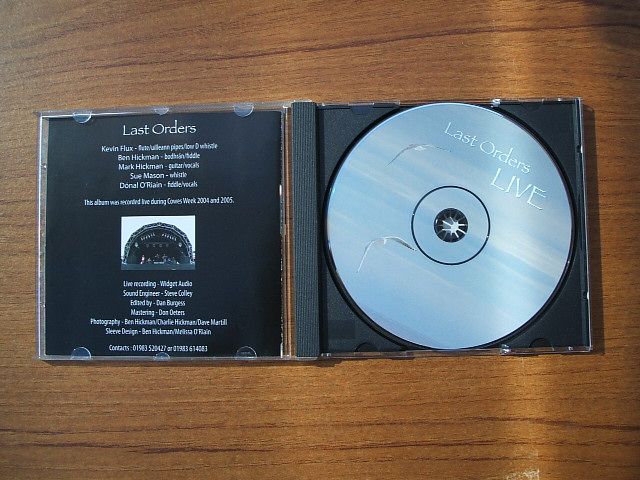 Last Orders
Kevin Flux - flute/uilleann pipes/low D whistle
Ben Hickman - bodhrán/fiddle
Mark Hickman - guitar/vocals
Sue Mason - whistle
Dónal O'Riain - fiddle/vocals
This album was recorded live during Cowes Week 2004 and 2005.
Live recording - Widget Audio
Sound Engineer - Steve Colley
Edited by - Dan Burgess
Mastering - Don Oeters
Photography - Ben Hickman/Charlie Hickman/Dave Martill
Sleeve Design - Ben Hickman/Melissa O'Riain
Contacts : 01983 520427 or 01983 614083
Last Orders
LIVE